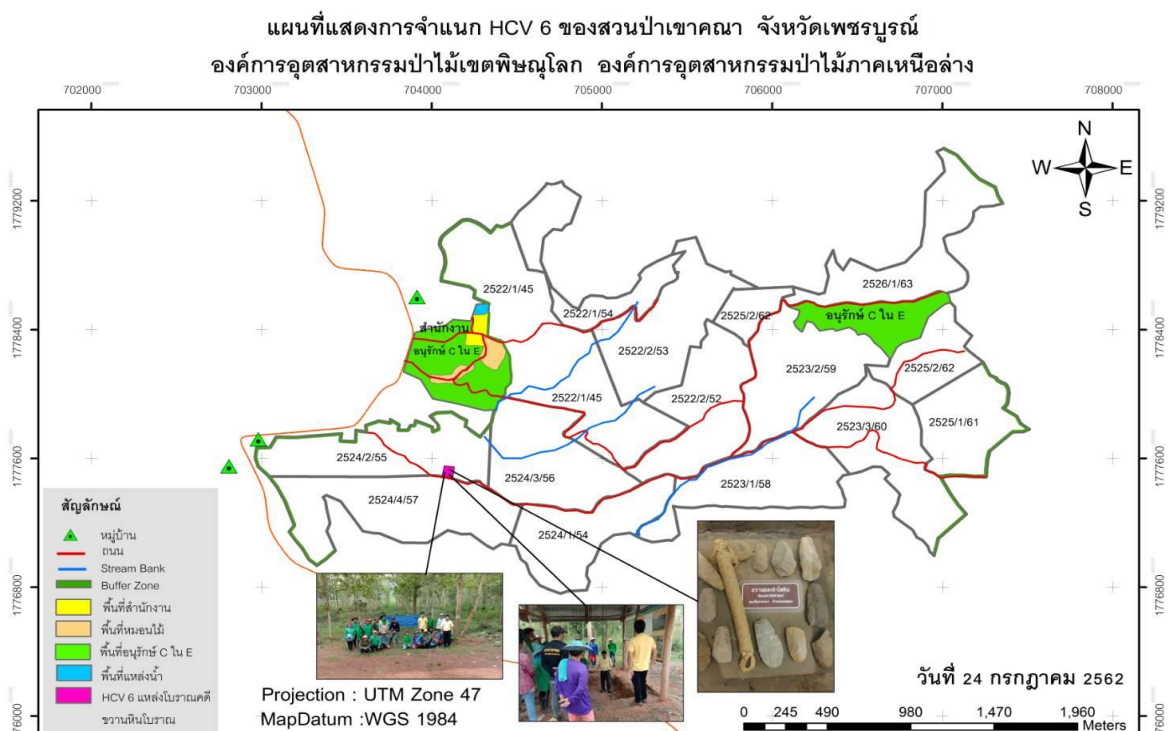 แผนที่แสดงการจำแนก HCV 6 ของสวนป่าเขาคณา จังหวัดเพชรบูรณ์
องค์การอุตสาหกรรมป่าไม้เขตพิษณุโลก องค์การอุตสาหกรรมป่าไม้ภาคเหนือล่าง
702000 703000 704000 705000 706000 707000 708000
N
W E
S
1779200 1779200
2526/1/63
2522/1/45
2522/1/54
2525/2/62
อนุรักษ์ C ใน E
1778400 1778400
สำนักงาน
อนุรักษ์ C ใน E
2522/2/53
2523/2/59
2525/2/62
2522/1/45
2522/2/52
2523/3/60
2525/1/61
1777600 1777600
2524/2/55
2524/3/56
2523/1/58
2524/4/57
2524/1/54
1776800 1776800
สัญลักษณ์
หมู่บ้าน
ถนน
Stream Bank
Buffer Zone
พื้นที่สำนักงาน
พื้นที่หมอนไม้
พื้นที่อนุรักษ์ C ใน E
พื้นที่แหล่งน้ำ
HCV 6 แหล่งโบราณคดี
ขวานหินโบราณ
Projection : UTM Zone 47
MapDatum :WGS 1984
วันที่ 24 กรกฎาคม 2562
0 245 490 980 1,470 1,960
Meters